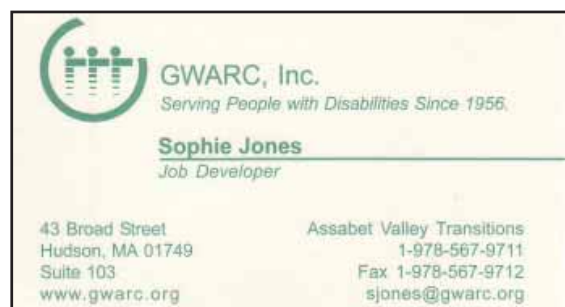 GWARC, Inc.
Serving People with Disabilities Since 1956.
Sophie Jones
Job Developer
43 Broad Street
Hudson, MA 01749
Suite 103
www.gwarc.org
Assabet Valley Transitions
1-978-567-9711
Fax 1-978-567-9712
sjones@gwarc.org